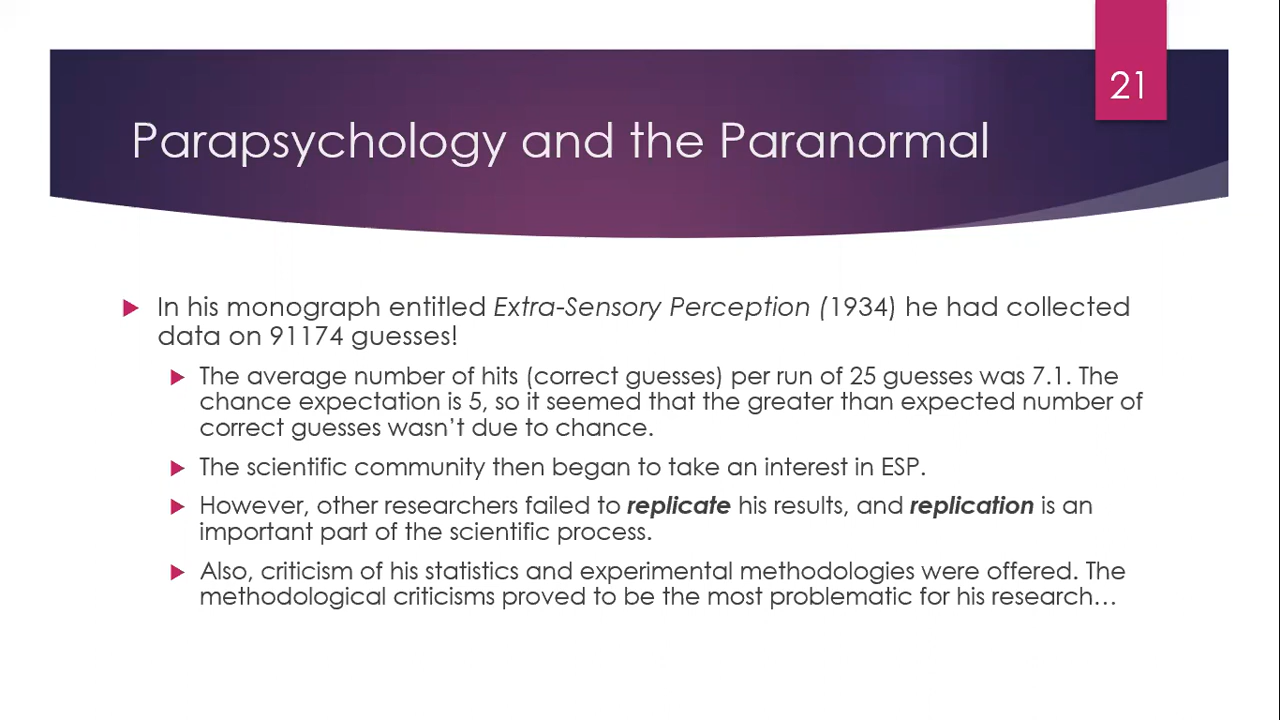 21
Parapsychology and the Paranormal
In his monograph entitled Extra-Sensory Perception (1934) he had collected
data on 91174 guesses!
The average number of hits (correct guesses) per run of 25 guesses was 7.1. The
chance expectation is 5, so it seemed that the greater than expected number of
correct guesses wasn’t due to chance.
The scientific community then began to take an interest in ESP.
However, other researchers failed to replicate his results, and replication is an
important part of the scientific process.
Also, criticism of his statistics and experimental methodologies were offered. The
methodological criticisms proved to be the most problematic for his research…